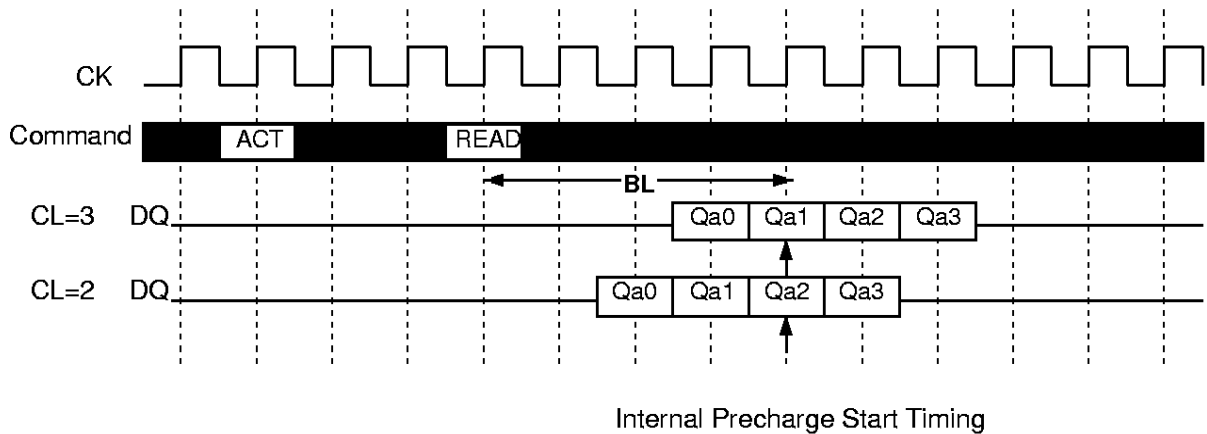 CK
Command ACT READ
BL
CL=3 DQ Qa0 Qa1 Qa2 Qa3
CL=2 DQ Qa0 Qa1 Qa2 Qa3
Internal Precharge Start Timing